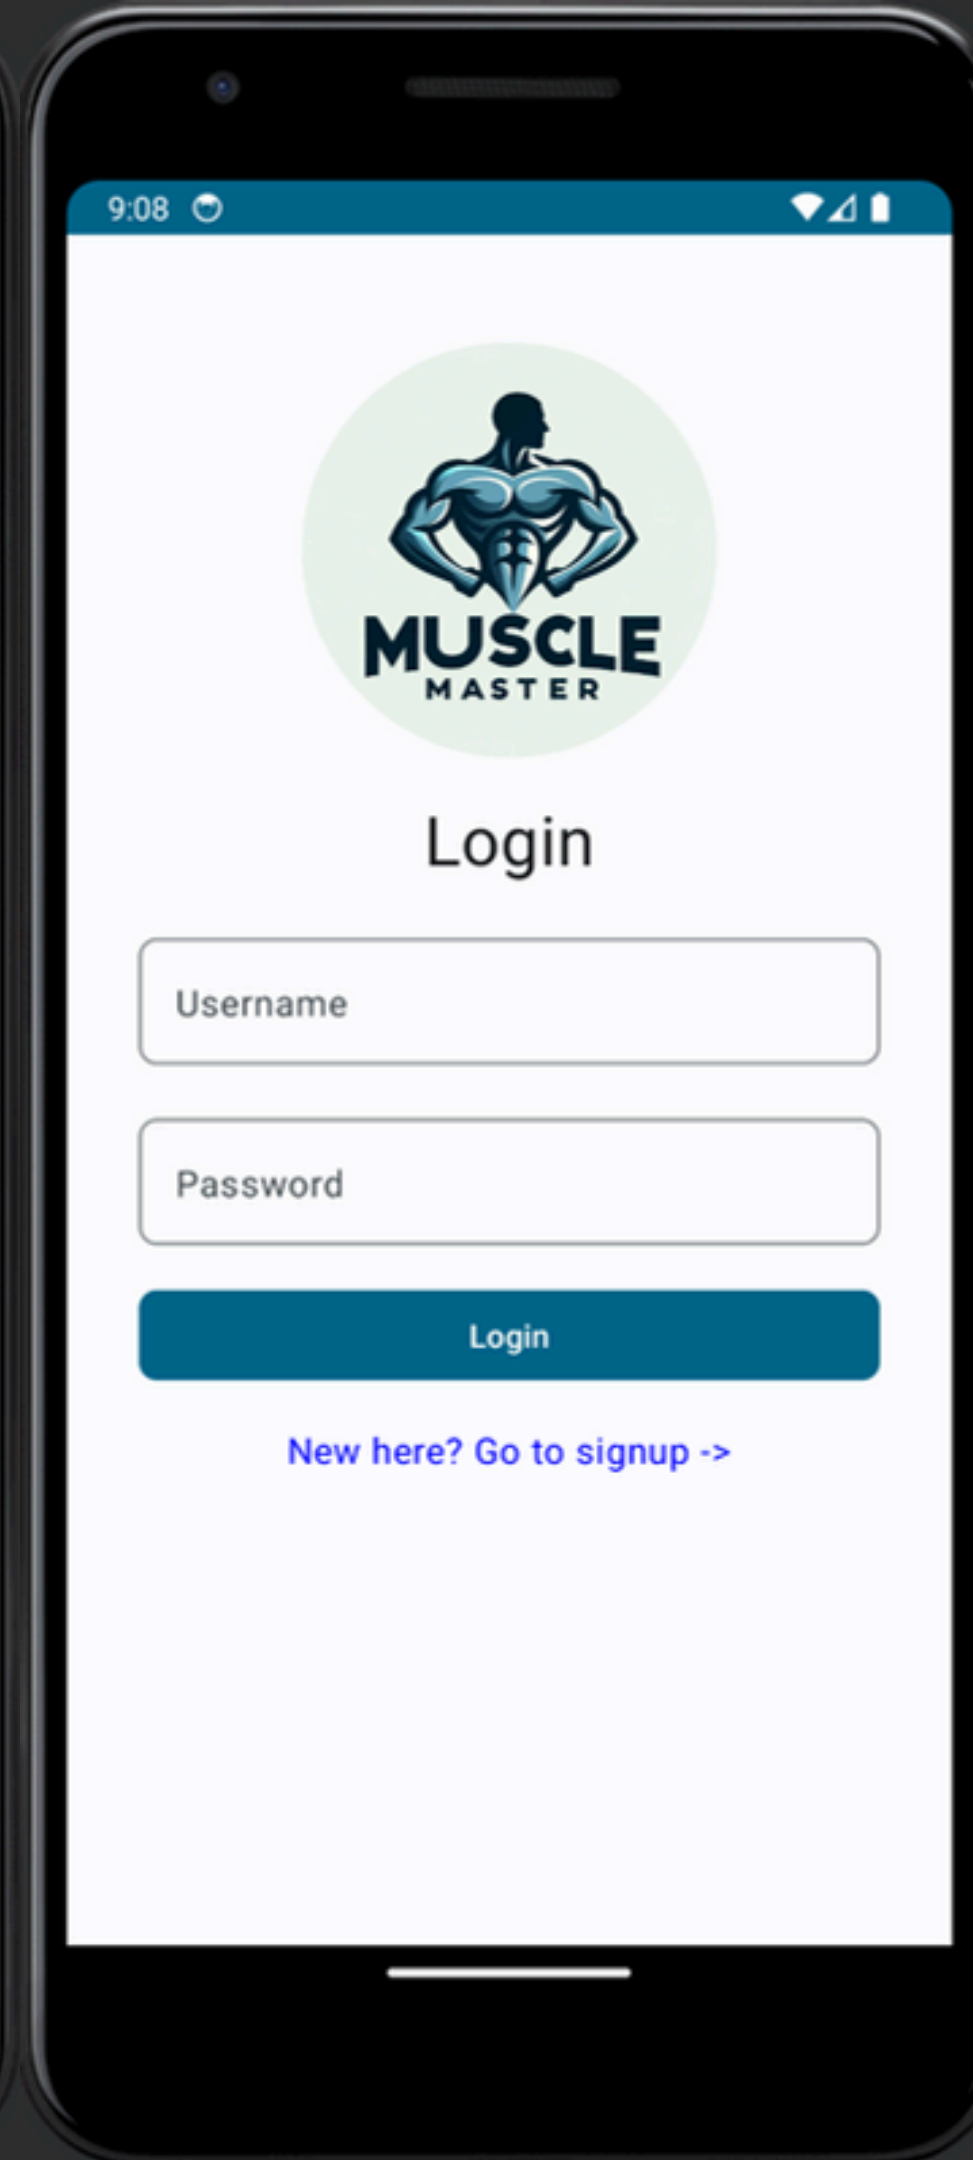 9:08
MUSCLE
MASTER
Login
Username
Password
Login
New here? Go to signup ->